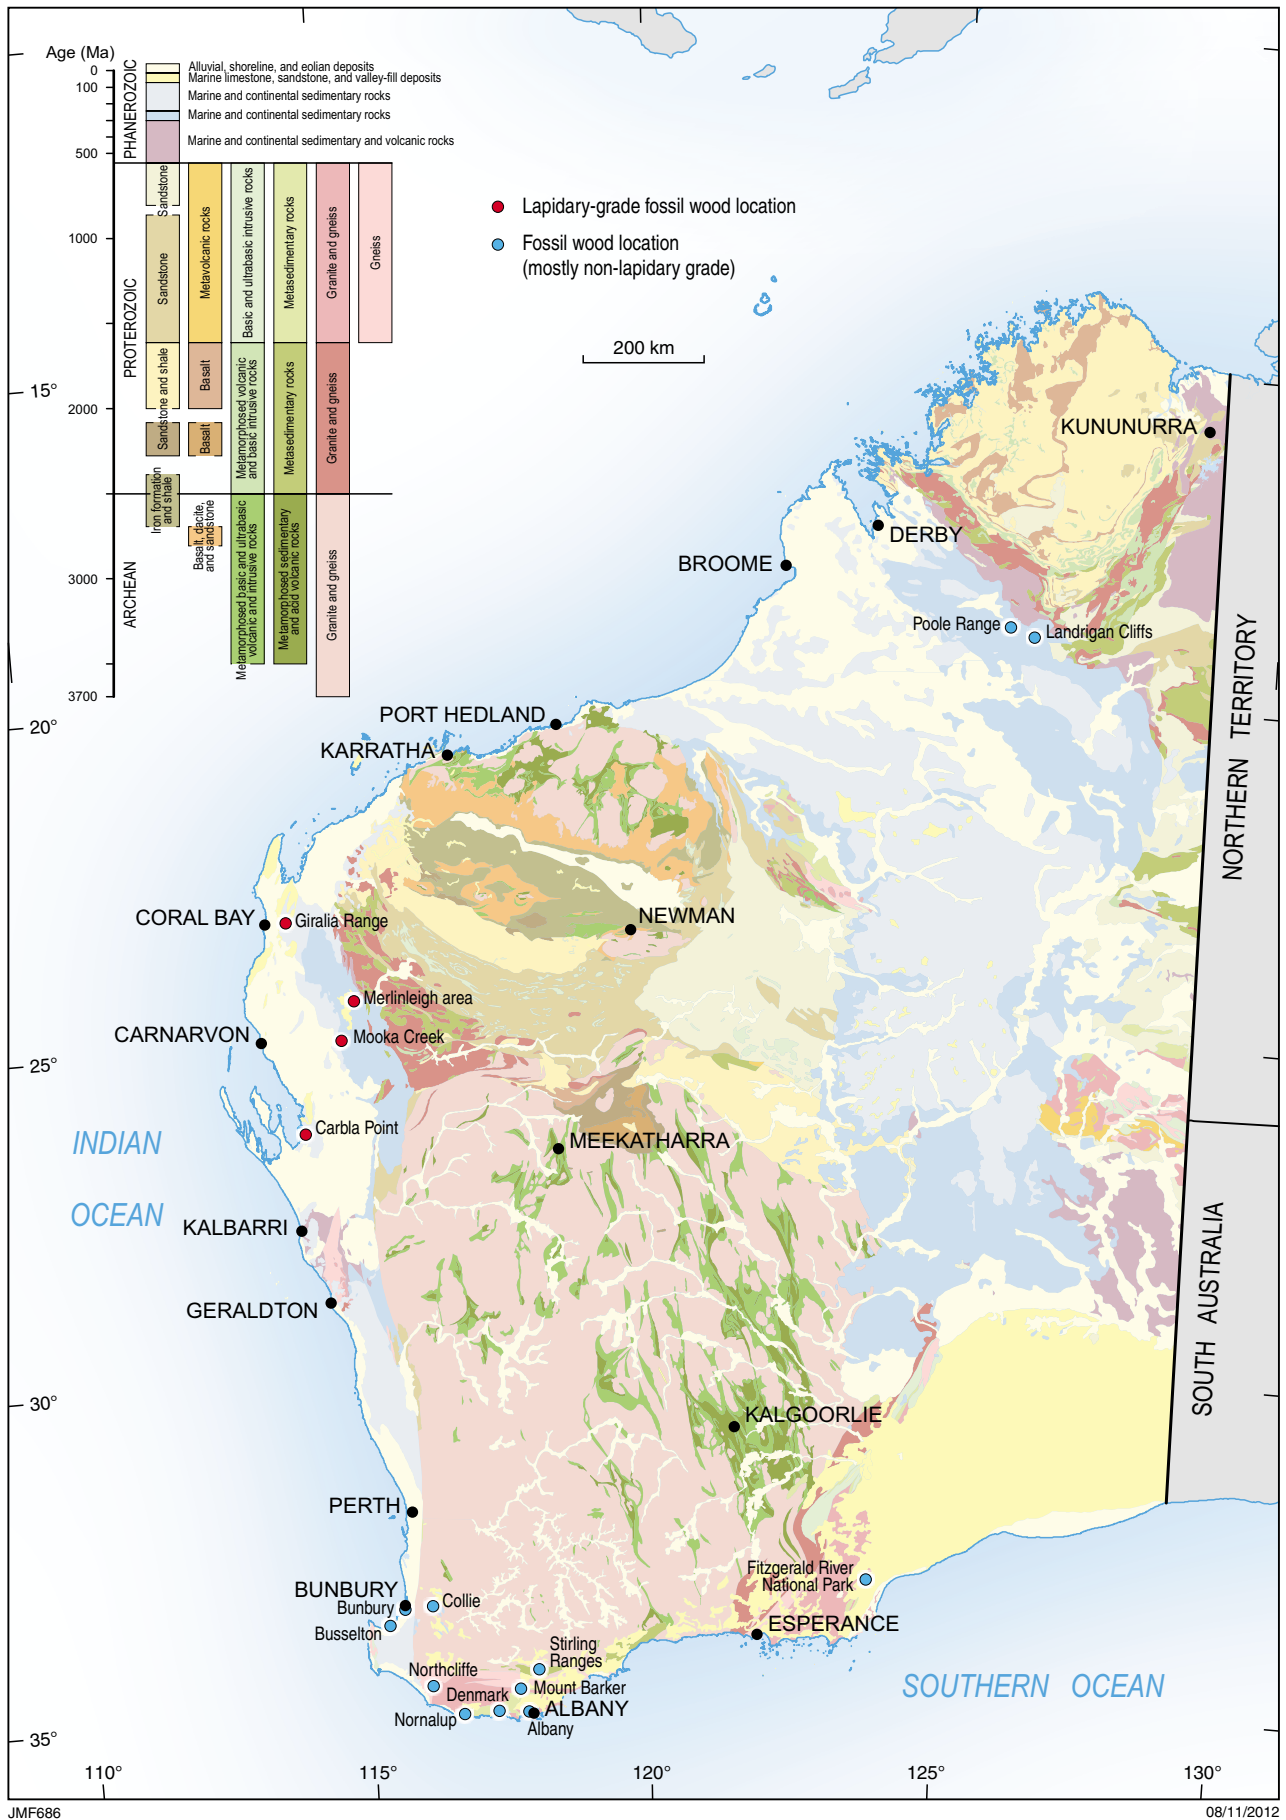 Age (Ma)
0
100
500
1000
2000
3000
3700
PHANEROZOIC
PROTEROZOIC
ARCHEAN
Alluvial, shoreline, and eolian deposits
Marine limestone, sandstone, and valley-fill deposits
Marine and continental sedimentary rocks
Marine and continental sedimentary rocks
Marine and continental sedimentary and volcanic rocks
Sandstone
Sandstone
Sandstone and shale
Sandstone
Iron formation
and shale
Metavolcanic rocks
Basalt
Basalt
Basalt, dacite,
and sandstone
Basic and ultrabasic intrusive rocks
Metamorphosed volcanic
and basic intrusive rocks
Metamorphosed basic and ultrabasic
volcanic and intrusive rocks
Metasedimentary rocks
Metasedimentary rocks
Metamorphosed sedimentary
and acid volcanic rocks
Granite and gneiss
Granite and gneiss
Granite and gneiss
Gneiss
Lapidary-grade fossil wood location
Fossil wood location
(mostly non-lapidary grade)
200 km
15°
KUNUNURRA
DERBY
BROOME
Poole Range
Landrigan Cliffs
NORTHERN TERRITORY
PORT HEDLAND
20°
KARRATHA
CORAL BAY
Giralia Range
NEWMAN
Merlinleigh area
CARNARVON
Mooka Creek
25°
Carbla Point
INDIAN
OCEAN
MEEKATHARRA
KALBARRI
GERALDTON
SOUTH AUSTRALIA
30°
KALGOORLIE
PERTH
Fitzgerald River
National Park
BUNBURY
Bunbury
Collie
Busselton
ESPERANCE
Stirling
Ranges
Northcliffe
Mount Barker
Denmark
SOUTHERN OCEAN
Nornalup
ALBANY
Albany
35°
110°
115°
120°
125°
130°
JMF686
08/11/2012